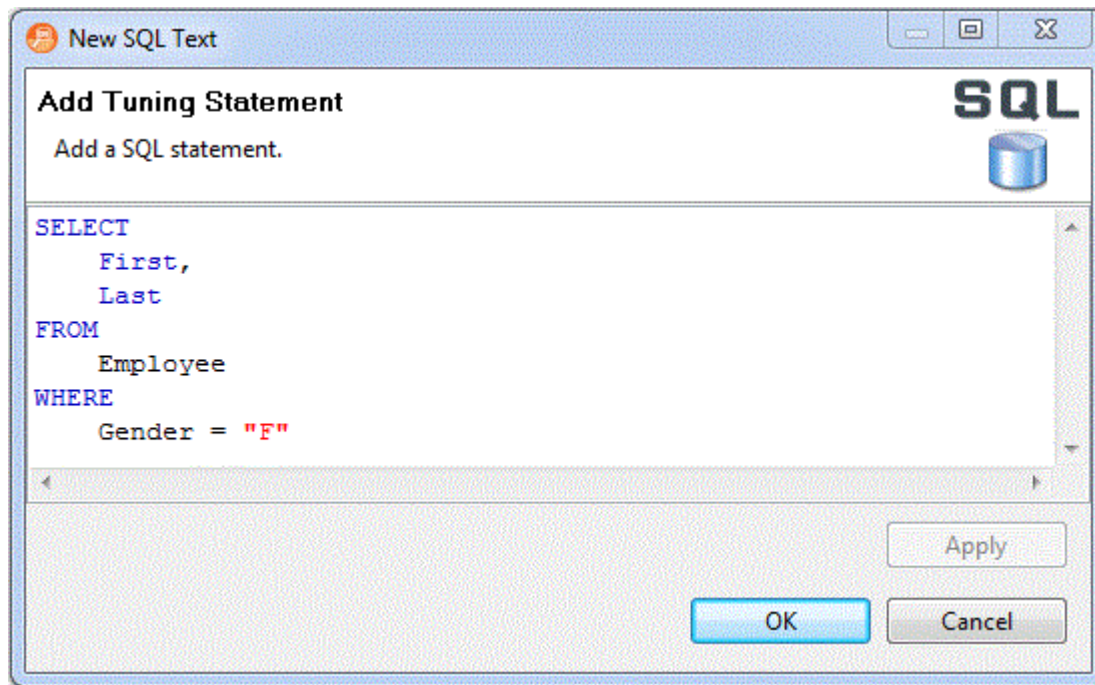 New SQL Text
Add Tuning Statement
SQL
Add a SQL statement.
SELECT
    First,
    Last
FROM
    Employee
WHERE
    Gender = "F"
Apply
OK
Cancel